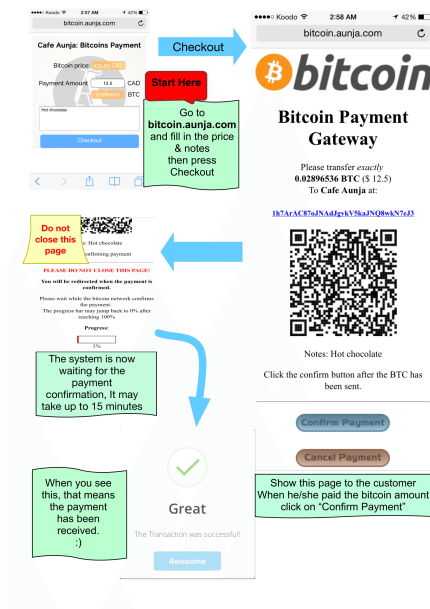 ●●●●○ Koodo 2:57 AM 42%
bitcoin.aunja.com
Cafe Aunja: Bitcoins Payment
Bitcoin price: CAD
Payment Amount 12.5 CAD
BTC
Hot chocolate
Checkout
Checkout
Start Here
Go to
bitcoin.aunja.com
and fill in the price
& notes
then press
Checkout
●●●●○ Koodo 2:58 AM 42%
bitcoin.aunja.com
bitcoin
Bitcoin Payment
Gateway
Please transfer exactly
0.02896536 BTC ($ 12.5)
To Cafe Aunja at:
1h7ArAC87oJNAdJgvkV5kaJNQ8wkN7eJ3
Notes: Hot chocolate
Click the confirm button after the BTC has
been sent.
Confirm Payment
Cancel Payment
Show this page to the customer
When he/she paid the bitcoin amount
click on “Confirm Payment”
Do not
close this
page
: Hot chocolate
onfirming payment
PLEASE DO NOT CLOSE THIS PAGE!
You will be redirected when the payment is
confirmed.
Please wait while the bitcoin network confirms
the payment.
The progress bar may jump back to 0% after
reaching 100%
Progress:
1%
The system is now
waiting for the
payment
confirmation, It may
take up to 15 minutes
When you see
this, that means
the payment
has been
received.
:)
Great
The Transaction was successful!
Awesome